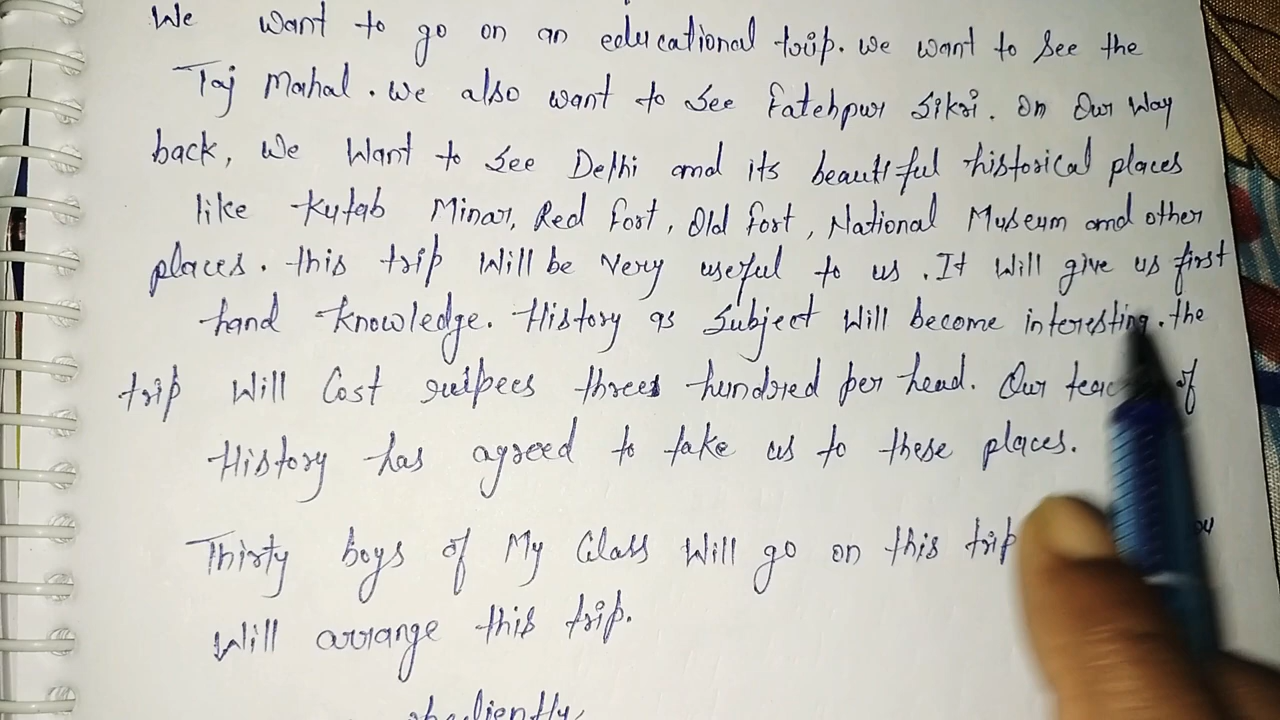 We want to go on an educational trip. we want to see the
Taj Mahal. we also want to see Fatehpur Sikri. On Our Way
back, We Want to see Delhi and its beautiful historical places
like Kutab Minar, Red Fort, Old Fort, National Museum and other
places. this trip Will be very useful to us. It Will give us first
hand knowledge. History as Subject Will become interesting. the
trip Will Cost ruipees threes hundred per head. Our of
History has agreed to take us to these places.
Thirty boys of My Class Will go on this trip
Will arrange this trip.
obediently,